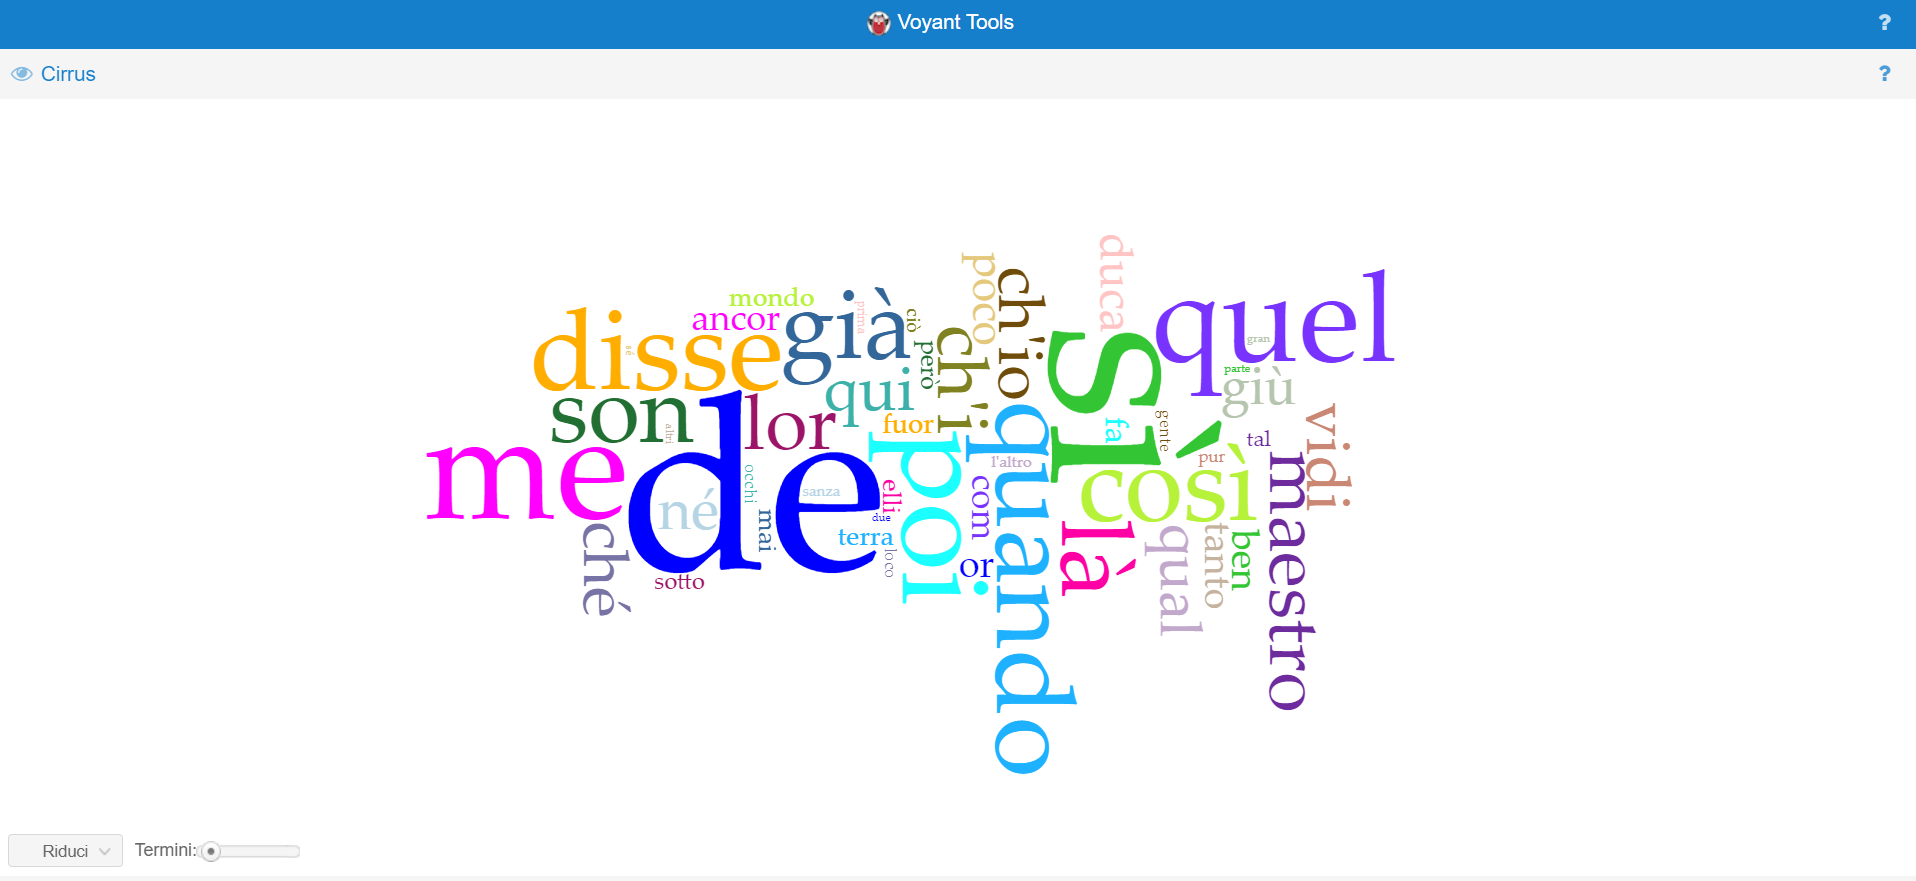 Voyant Tools
?
Cirrus
?
duca
poco
ch'io
quel
mondo
già
prima
ciò
disse
ancor
però
ch'i
sì
gran
parte
giù
qui
son
lor
de
fuor
poi
quando
fa
gente
tal
vidi
altri
me
né
occhi
sanza
elli
l'altro
com
pur
così
maestro
due
mai
terra
loco
or
là
qual
tanto
ben
ché
sotto
Riduci
Termini: